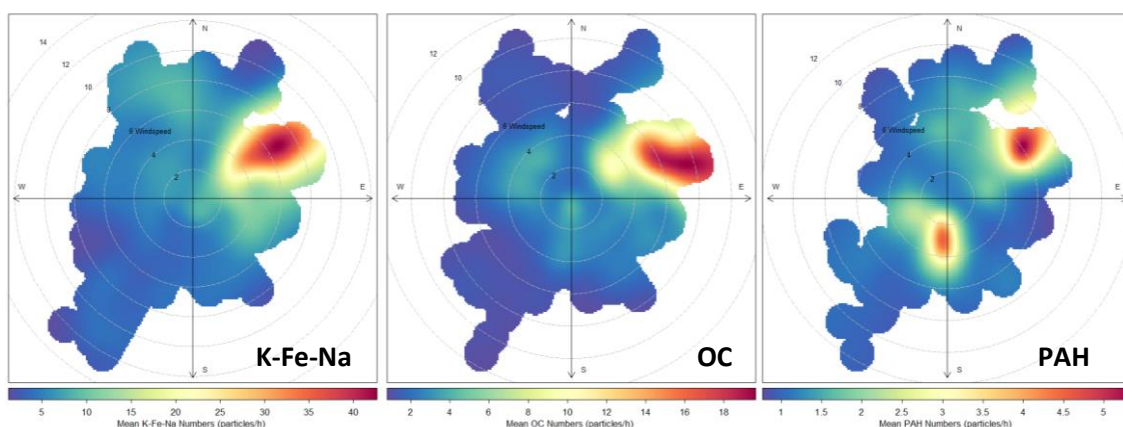 N
14
12
10
8 Windspeed
4
2
W
E
S
K-Fe-Na
5 10 15 20 25 30 35 40
Mean K-Fe-Na Numbers (particles/h)
N
12
10
6 Windspeed
4
2
W
E
S
OC
2 4 6 8 10 12 14 16 18
Mean OC Numbers (particles/h)
N
12
10
6 Windspeed
4
2
W
E
S
PAH
1 1.5 2 2.5 3 3.5 4 4.5 5
Mean PAH Numbers (particles/h)